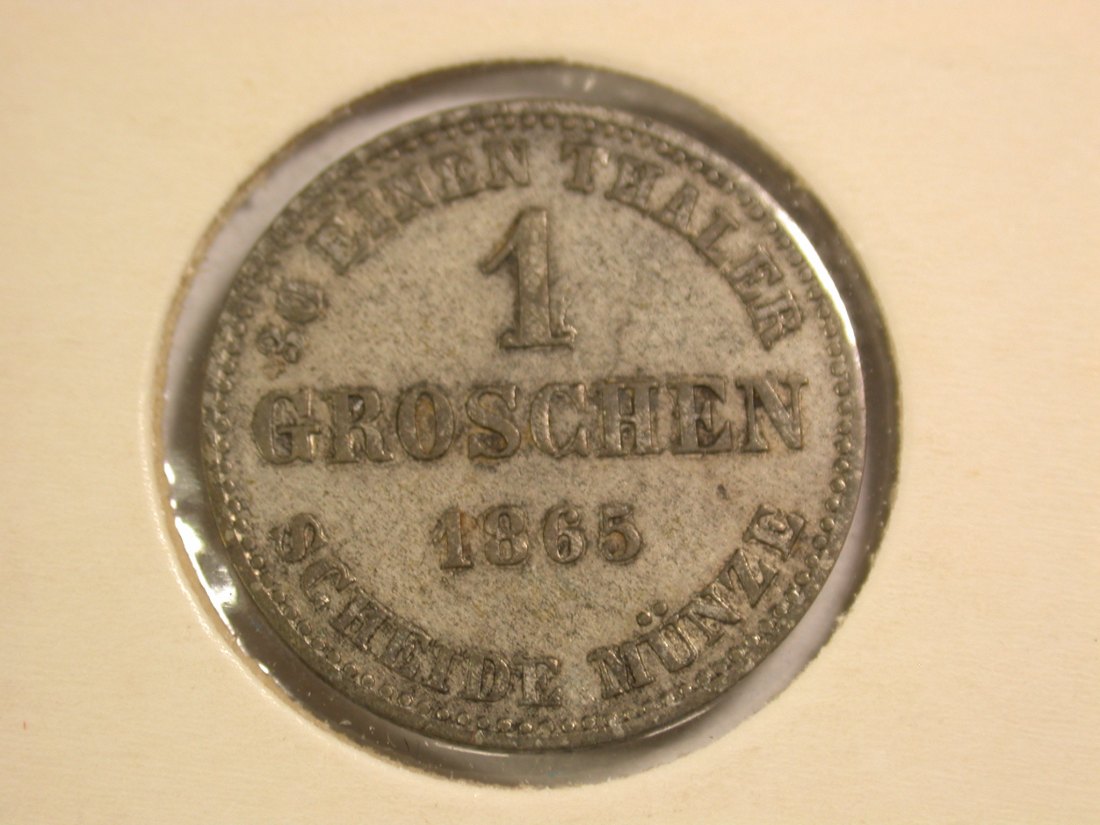 30 EINEN THALER
1
GROSCHEN
1865
SCHEIDE MÜNZE